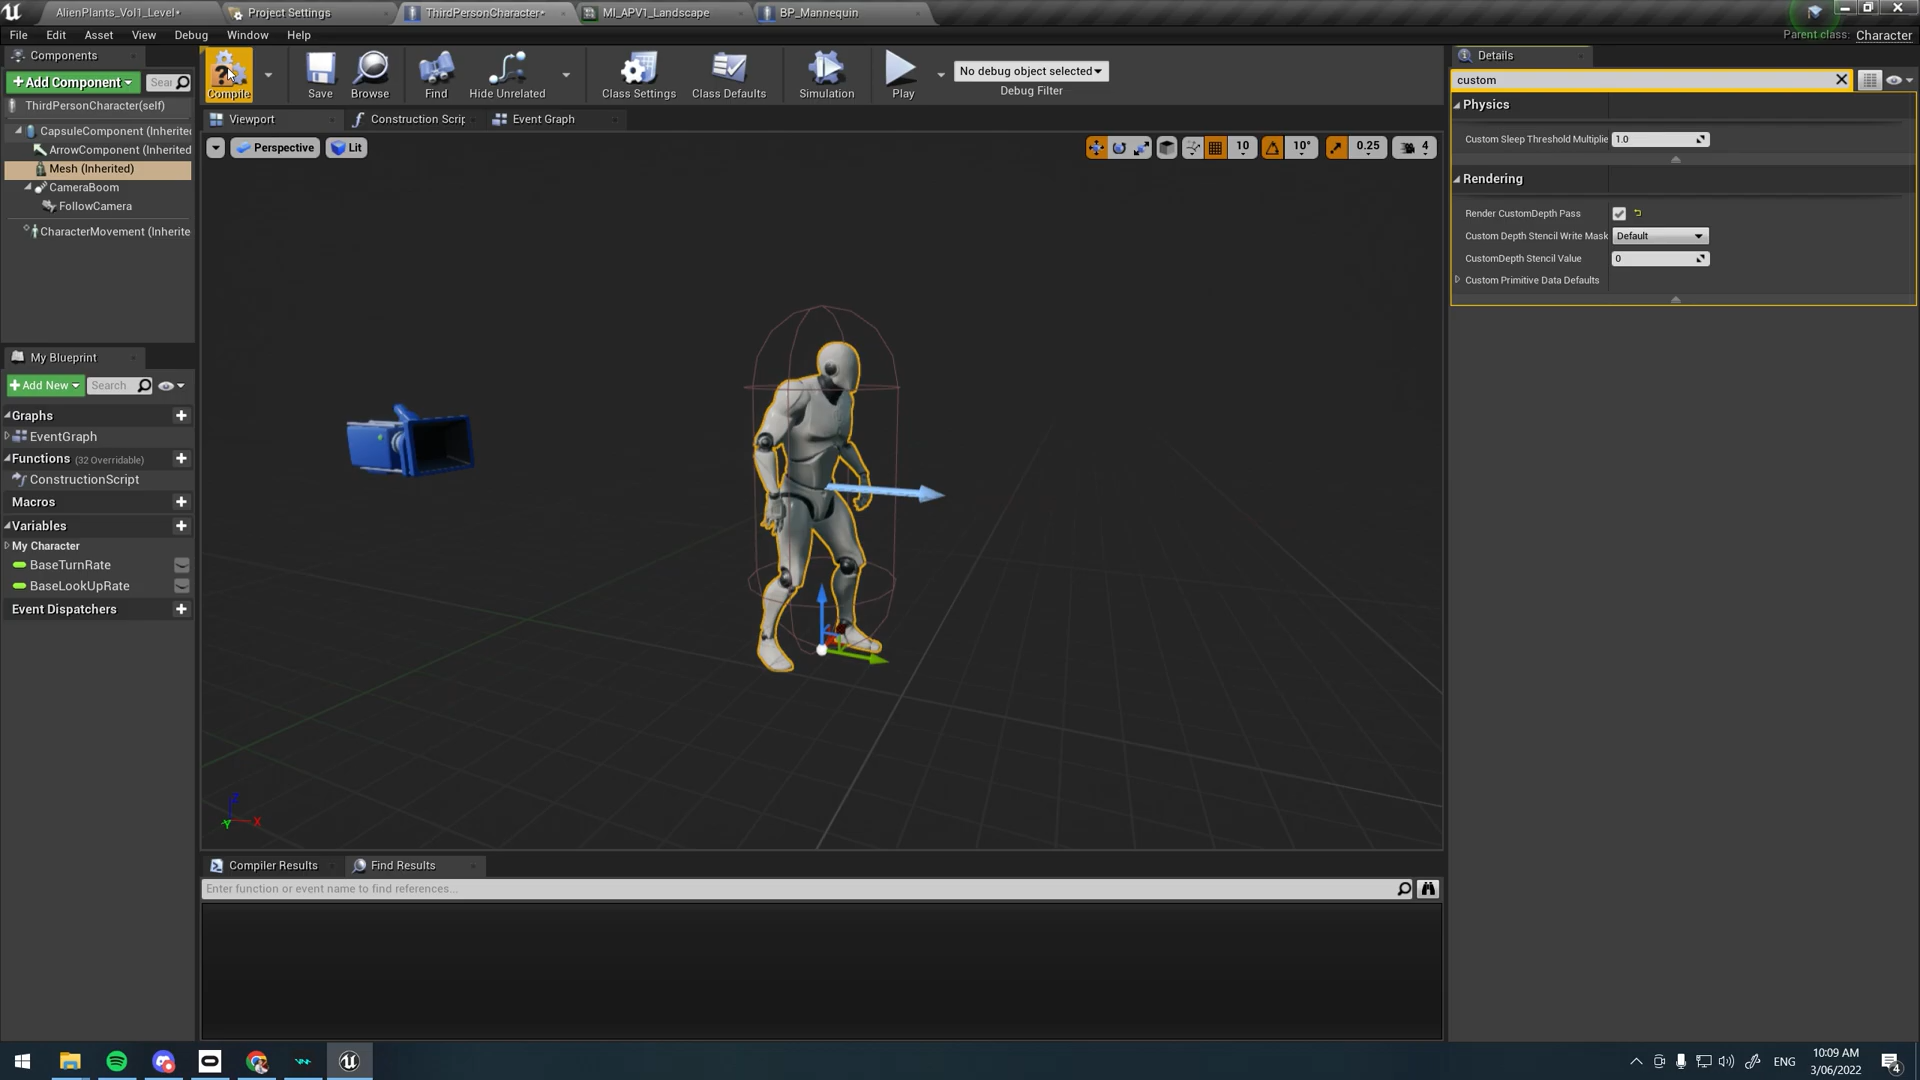 AlienPlants_Vol1_Level•
Project Settings
ThirdPersonCharacter•
MI_APV1_Landscape
BP_Mannequin
File Edit Asset View Debug Window Help
Parent class: Character
Components
+Add Component
Sea
ThirdPersonCharacter(self)
CapsuleComponent (Inherited
ArrowComponent (Inherited
Mesh (Inherited)
CameraBoom
FollowCamera
CharacterMovement (Inherite
My Blueprint
+Add New
Search
Graphs
EventGraph
Functions (32 Overridable)
ConstructionScript
Macros
Variables
My Character
BaseTurnRate
BaseLookUpRate
Event Dispatchers
Compile
Save
Browse
Find
Hide Unrelated
Class Settings
Class Defaults
Simulation
Play
No debug object selected
Debug Filter
Viewport
Construction Scrip
Event Graph
Perspective
Lit
10
10°
0.25
4
Z
X
Y
Compiler Results
Find Results
Enter function or event name to find references...
Details
custom
Physics
Custom Sleep Threshold Multiplie 1.0
Rendering
Render CustomDepth Pass
Custom Depth Stencil Write Mask Default
CustomDepth Stencil Value 0
Custom Primitive Data Defaults
ENG
10:09 AM
3/06/2022
4